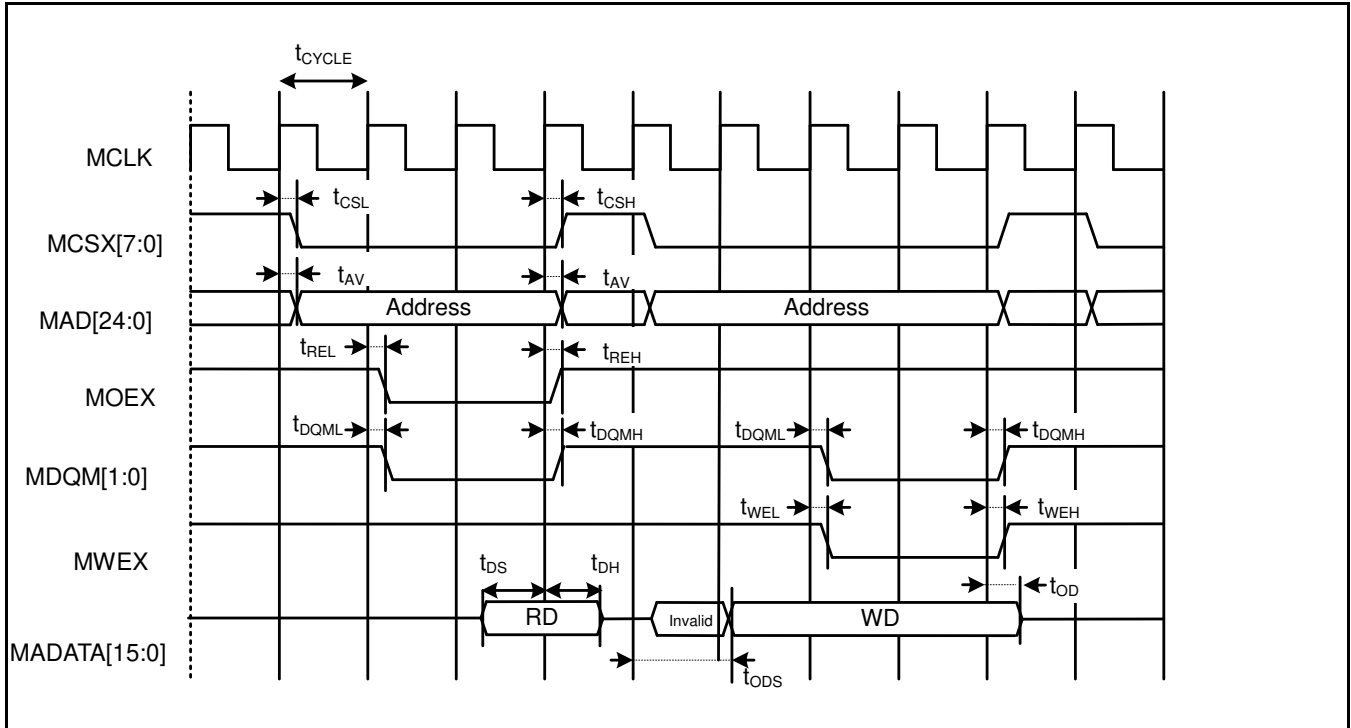 tCYCLE
MCLK
tCSL
tCSH
MCSX[7:0]
tAV
tAV
Address
Address
MAD[24:0]
tREL
tREH
MOEX
tDQML
tDQMH
tDQML
tDQMH
MDQM[1:0]
tWEL
tWEH
MWEX
tDS
tDH
tOD
RD
Invalid
WD
MADATA[15:0]
tODS